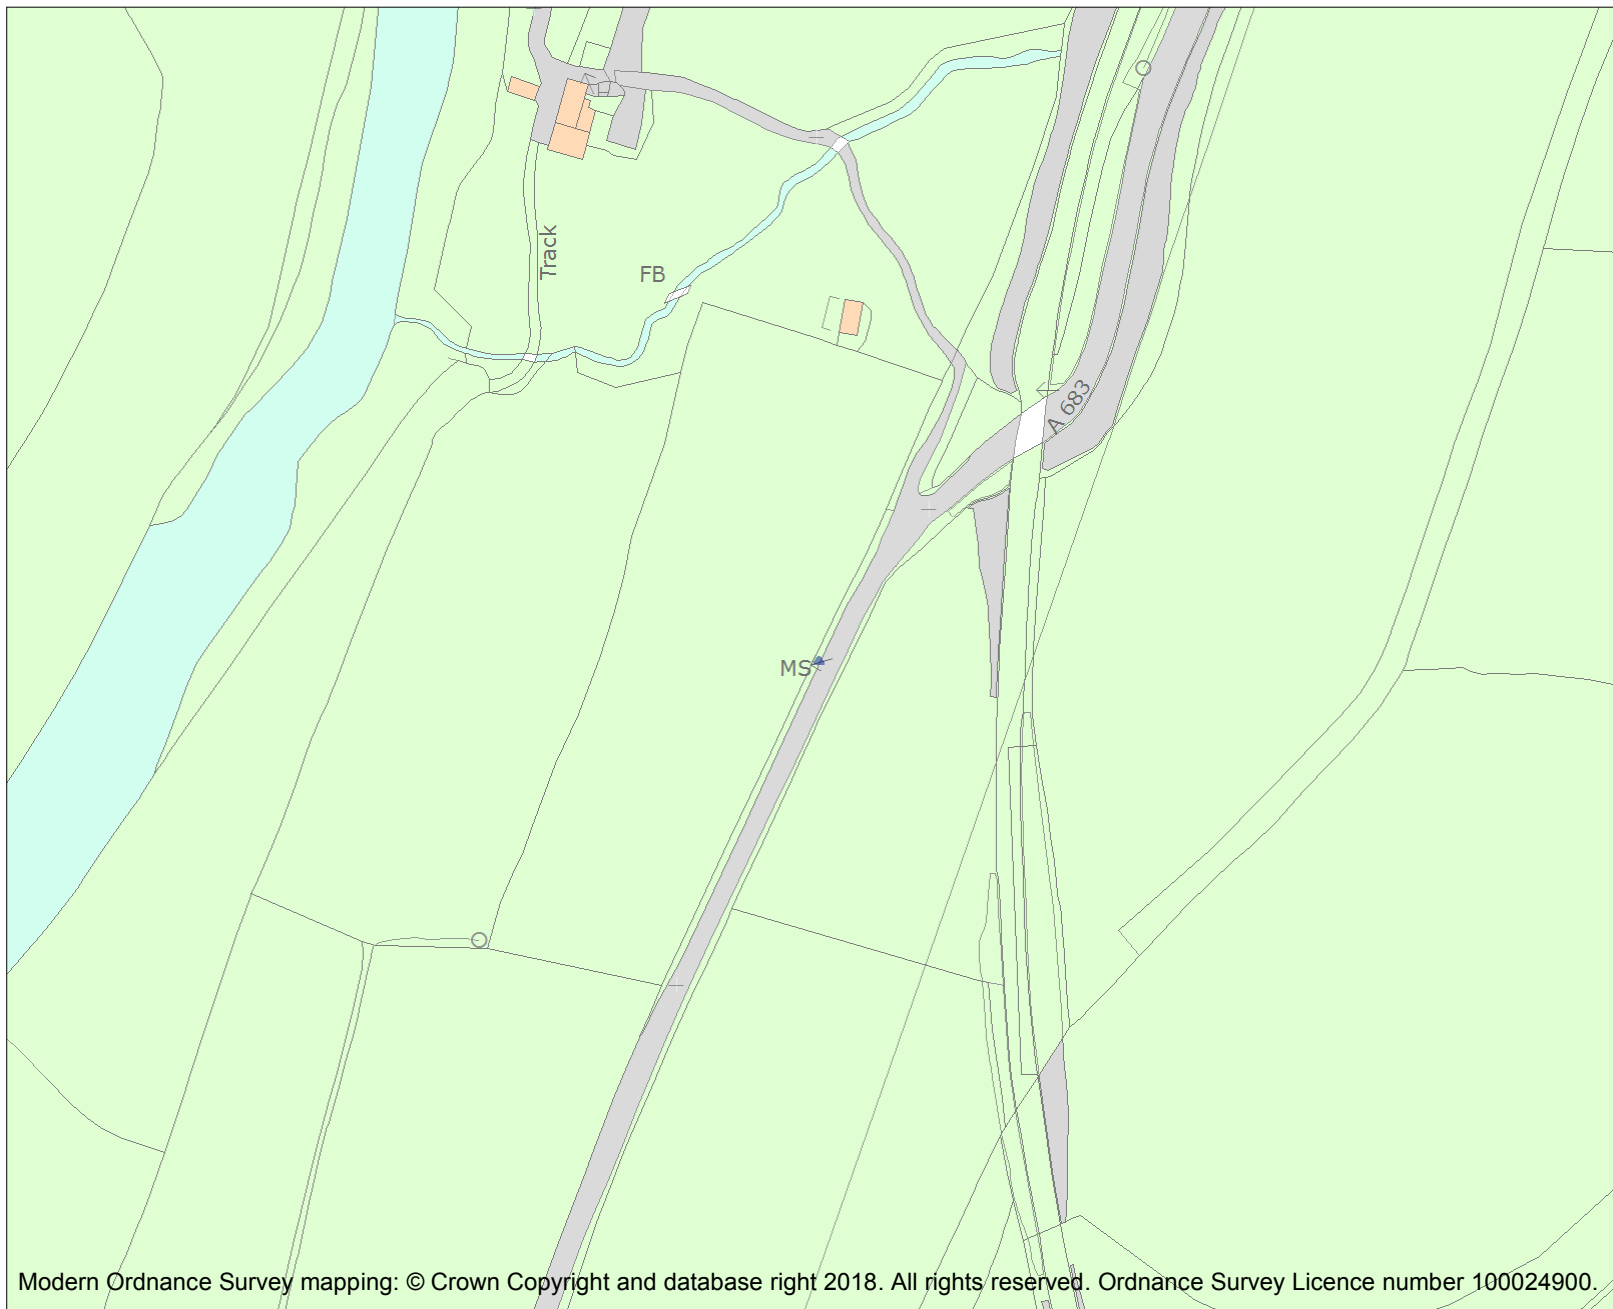 Track
FB
A 683
MS
Modern Ordnance Survey mapping: © Crown Copyright and database right 2018. All rights reserved. Ordnance Survey Licence number 100024900.